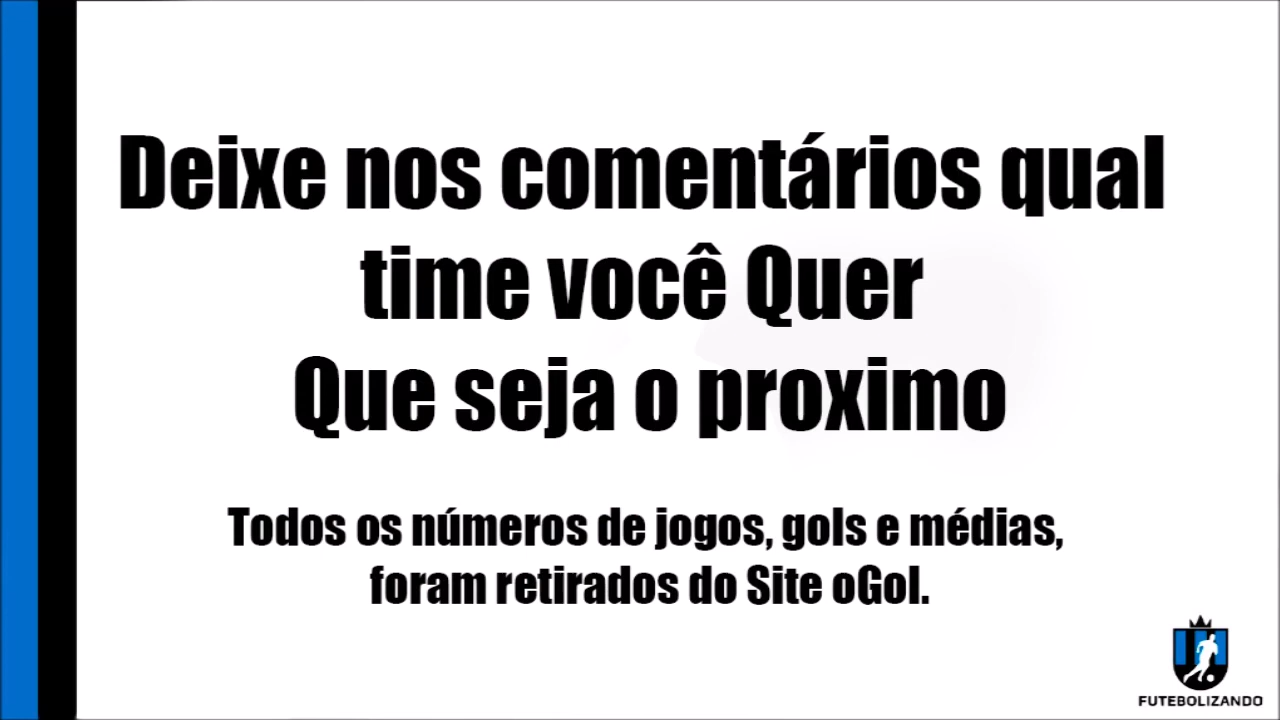 Deixe nos comentários qual
time você Quer
Que seja o proximo
Todos os números de jogos, gols e médias,
foram retirados do Site oGol.
FUTEBOLIZANDO